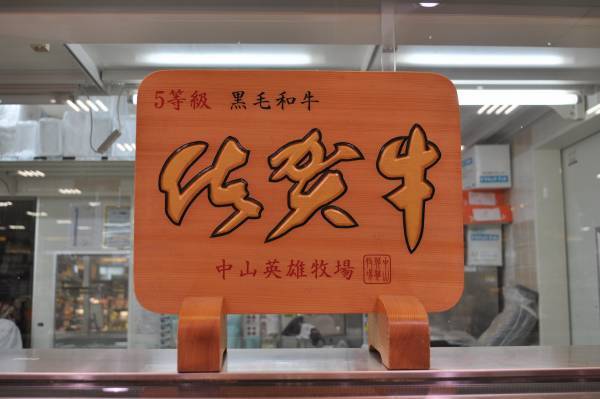 5等級 黒毛和牛
佐賀牛
中山英雄牧場